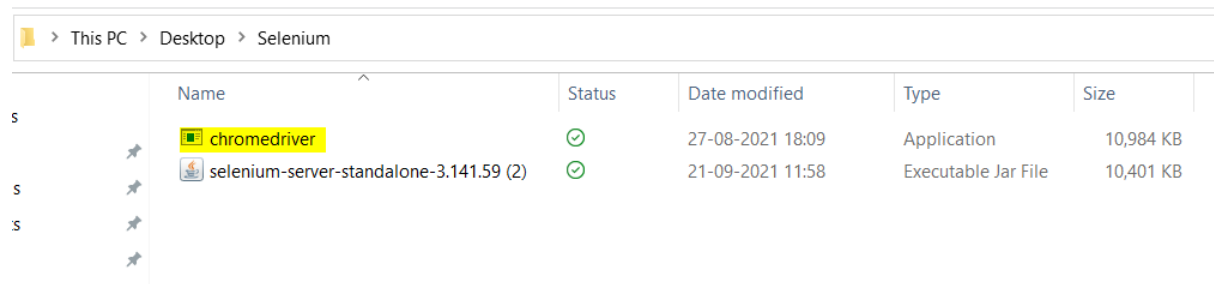 This PC > Desktop > Selenium
Name Status Date modified Type Size
s
chromedriver 27-08-2021 18:09 Application 10,984 KB
selenium-server-standalone-3.141.59 (2) 21-09-2021 11:58 Executable Jar File 10,401 KB
s
s